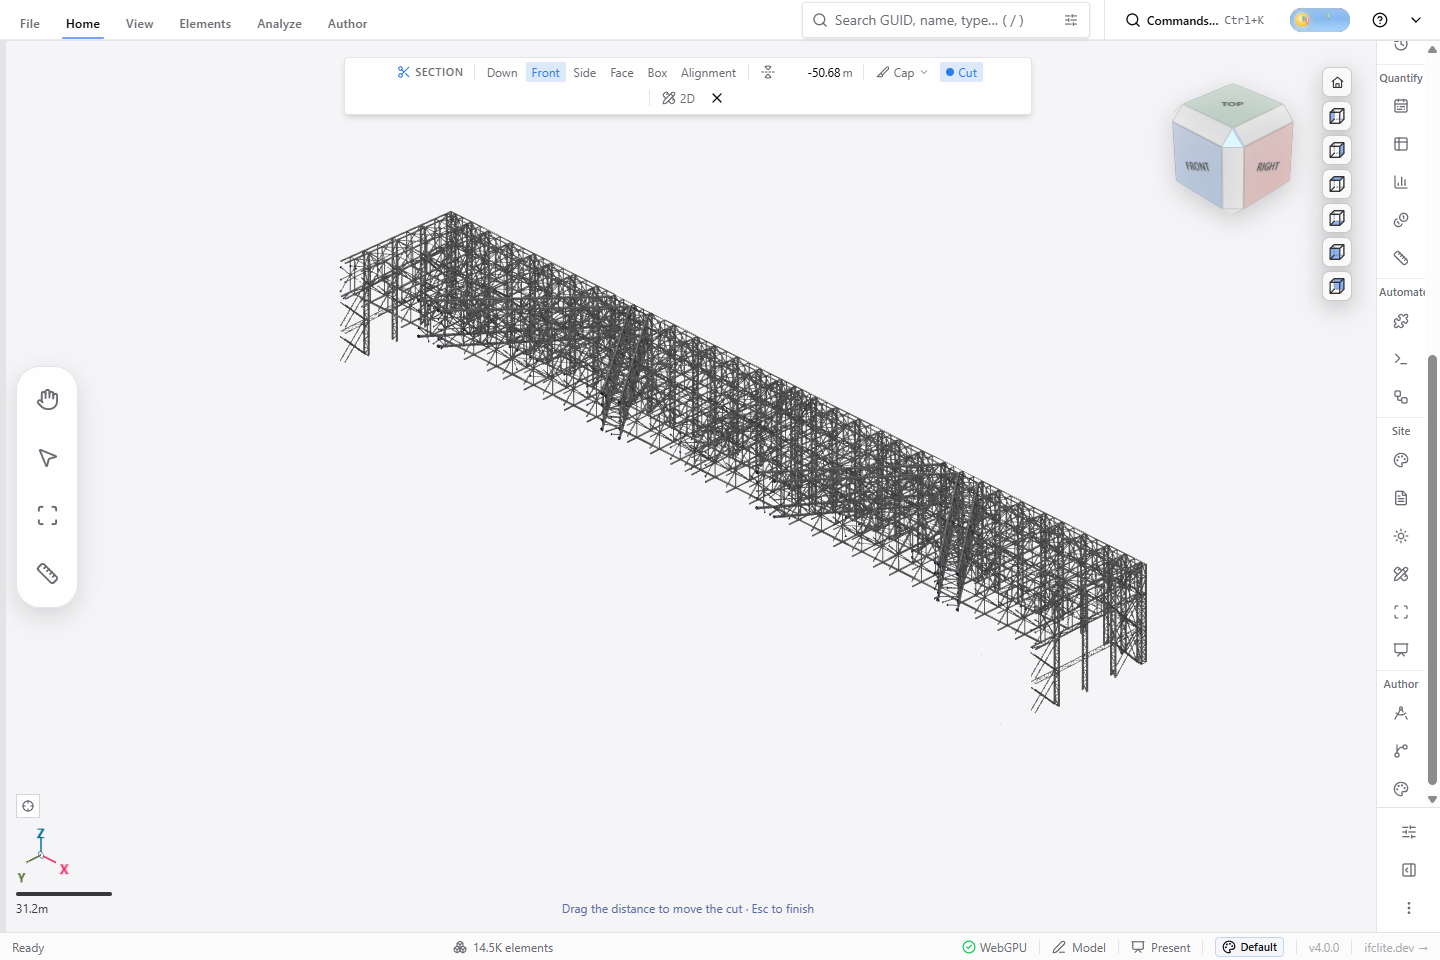 File Home View Elements Analyze Author
Search GUID, name, type... ( / )
Commands... Ctrl+K
SECTION Down Front Side Face Box Alignment -50.68 m Cap Cut
2D
TOP
FRONT RIGHT
Quantify
Automate
Site
Author
Z
Y X
31.2m
Drag the distance to move the cut · Esc to finish
Ready 14.5K elements WebGPU Model Present Default v4.0.0 ifclite.dev →